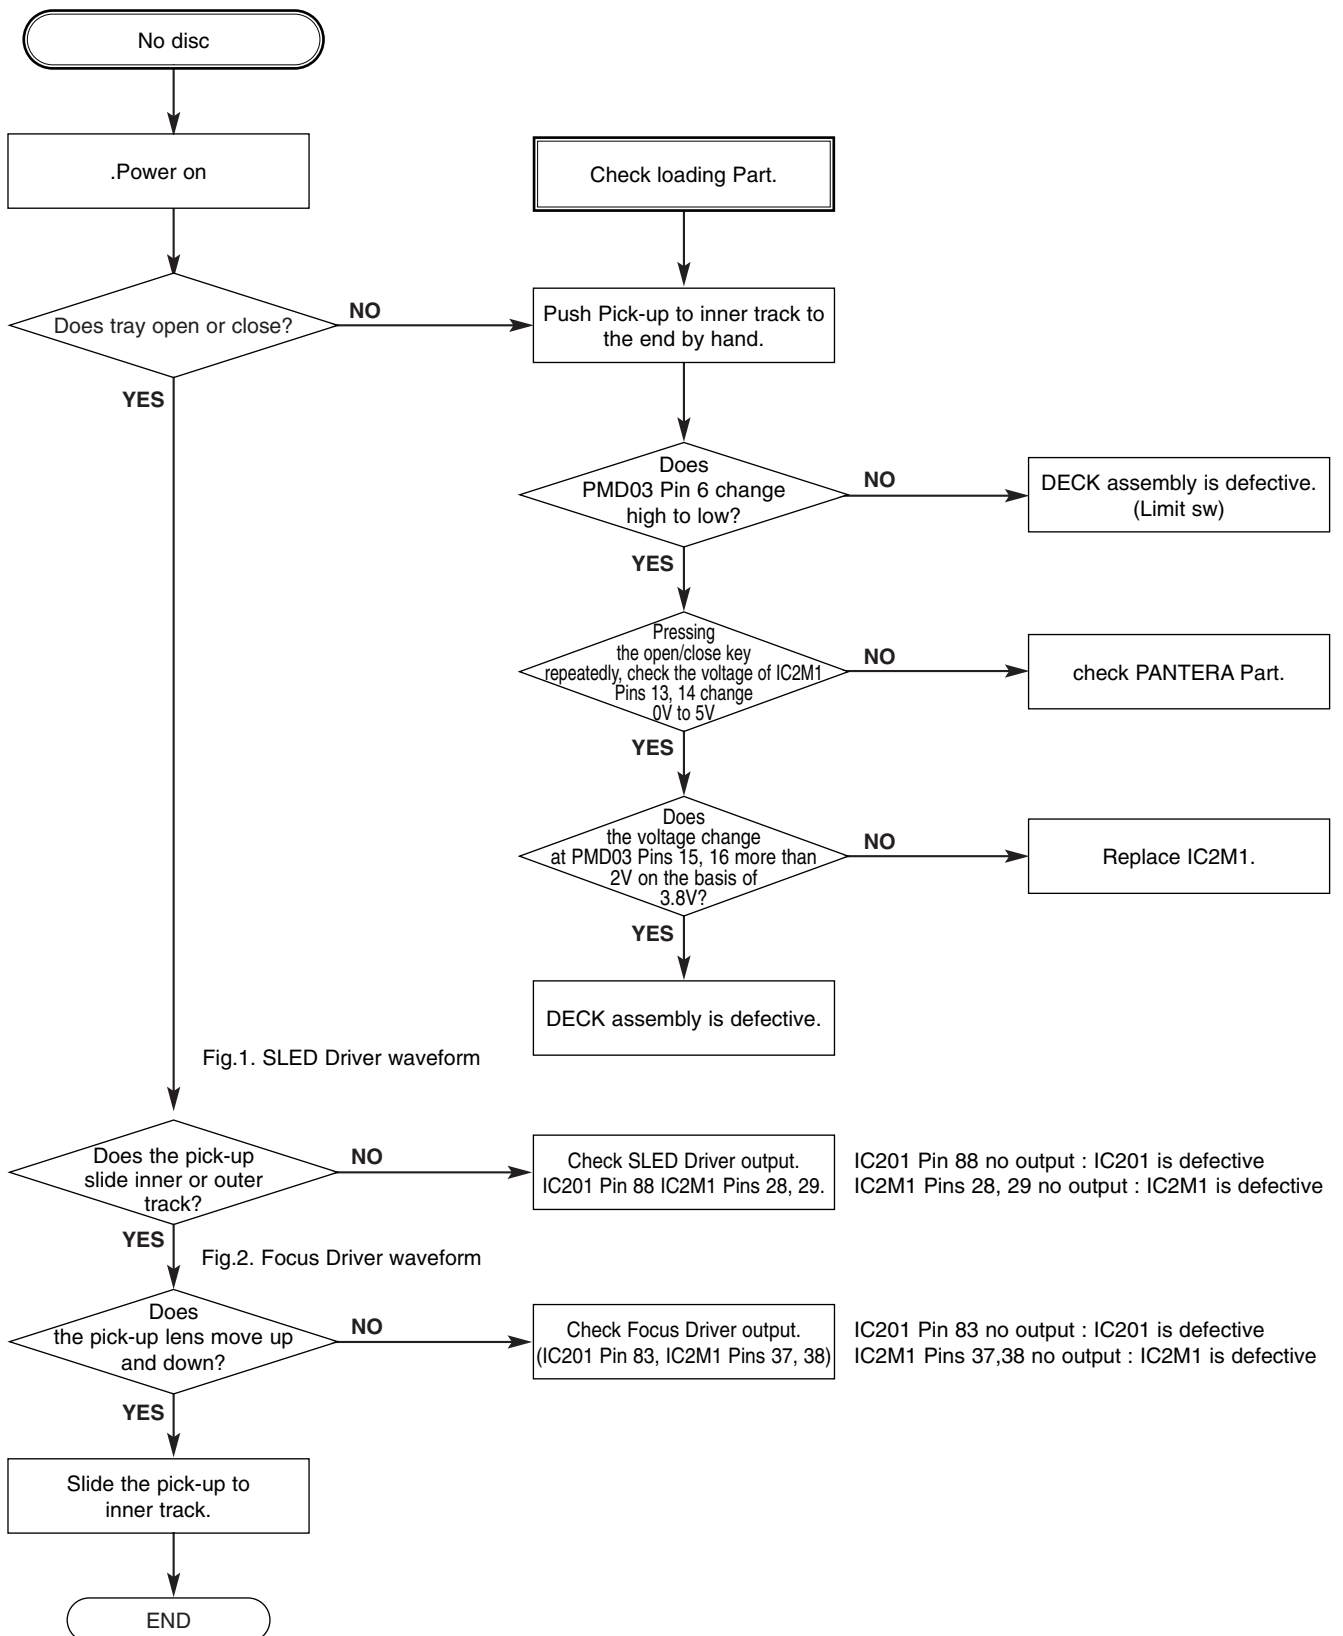 No disc
.Power on
Check loading Part.
Does tray open or close?
NO
Push Pick-up to inner track to
the end by hand.
YES
Does
PMD03 Pin 6 change
high to low?
NO
DECK assembly is defective.
(Limit sw)
YES
Pressing
the open/close key
repeatedly, check the voltage of IC2M1
Pins 13, 14 change
0V to 5V
NO
check PANTERA Part.
YES
Does
the voltage change
at PMD03 Pins 15, 16 more than
2V on the basis of
3.8V?
NO
Replace IC2M1.
YES
DECK assembly is defective.
Fig.1. SLED Driver waveform
Does the pick-up
slide inner or outer
track?
NO
Check SLED Driver output.
IC201 Pin 88 IC2M1 Pins 28, 29.
IC201 Pin 88 no output : IC201 is defective
IC2M1 Pins 28, 29 no output : IC2M1 is defective
YES
Fig.2. Focus Driver waveform
Does
the pick-up lens move up
and down?
NO
Check Focus Driver output.
(IC201 Pin 83, IC2M1 Pins 37, 38)
IC201 Pin 83 no output : IC201 is defective
IC2M1 Pins 37,38 no output : IC2M1 is defective
YES
Slide the pick-up to
inner track.
END